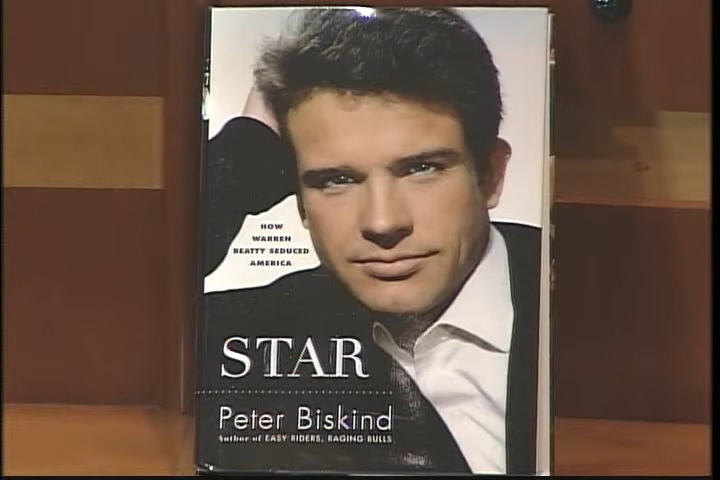 HOW
WARREN
BEATTY SEDUCED
AMERICA
STAR
Peter Biskind
Author of EASY RIDERS, RAGING BULLS